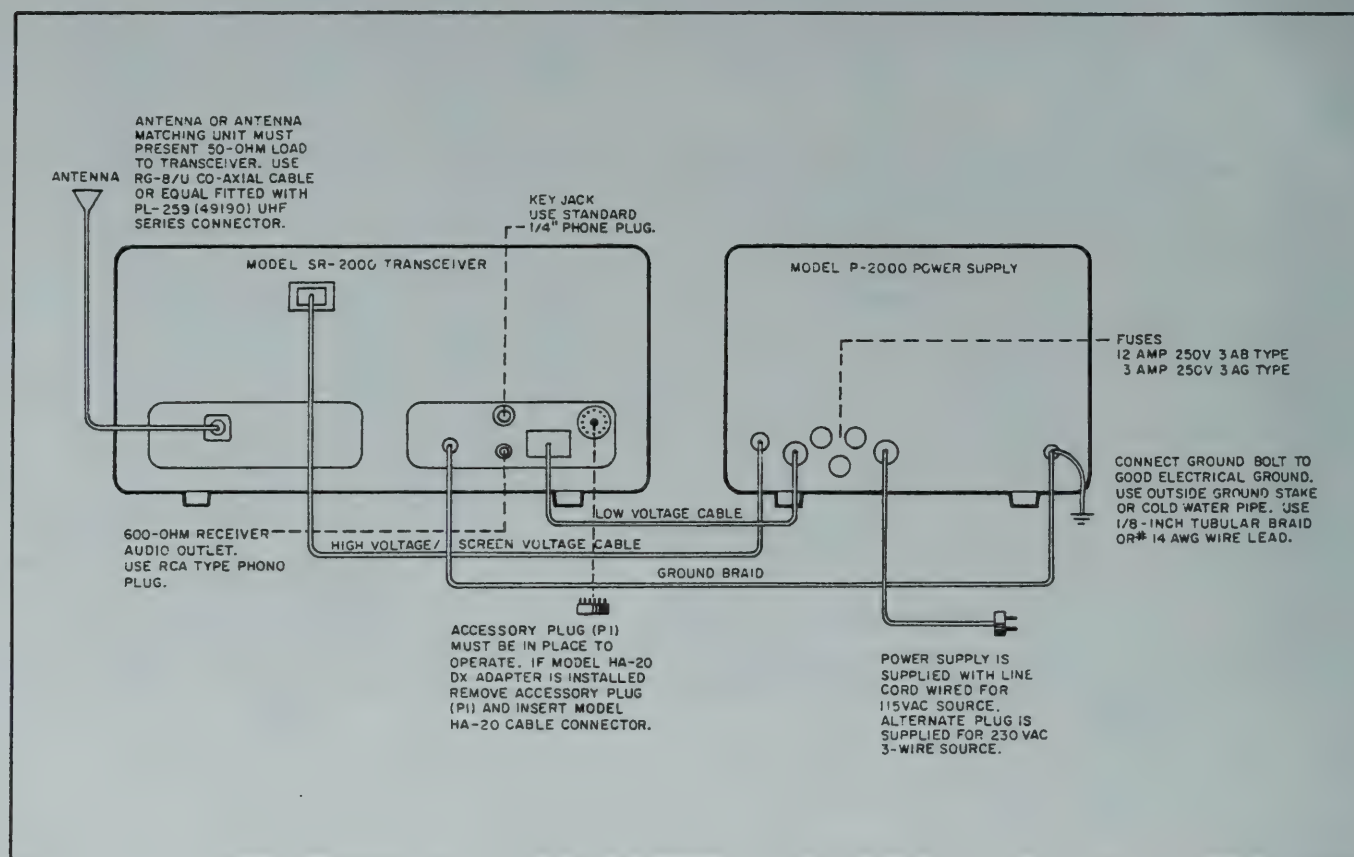 ANTENNA OR ANTENNA
MATCHING UNIT MUST
PRESENT 50-OHM LOAD
TO TRANSCEIVER. USE
RG-8/U CO-AXIAL CABLE
OR EQUAL FITTED WITH
PL-259 (49190) UHF
SERIES CONNECTOR.
ANTENNA
KEY JACK
USE STANDARD
1/4" PHONE PLUG.
MODEL SR-2000 TRANSCEIVER
MODEL P-2000 POWER SUPPLY
FUSES
12 AMP 250V 3AB TYPE
3 AMP 250V 3AG TYPE
CONNECT GROUND BOLT TO
GOOD ELECTRICAL GROUND.
USE OUTSIDE GROUND STAKE
OR COLD WATER PIPE. USE
1/8-INCH TUBULAR BRAID
OR # 14 AWG WIRE LEAD.
LOW VOLTAGE CABLE
600-OHM RECEIVER
AUDIO OUTLET.
USE RCA TYPE PHONO
PLUG.
HIGH VOLTAGE/ SCREEN VOLTAGE CABLE
GROUND BRAID
ACCESSORY PLUG (P1)
MUST BE IN PLACE TO
OPERATE. IF MODEL HA-20
DX ADAPTER IS INSTALLED
REMOVE ACCESSORY PLUG
(P1) AND INSERT MODEL
HA-20 CABLE CONNECTOR.
POWER SUPPLY IS
SUPPLIED WITH LINE
CORD WIRED FOR
115VAC SOURCE.
ALTERNATE PLUG IS
SUPPLIED FOR 230 VAC
3-WIRE SOURCE.